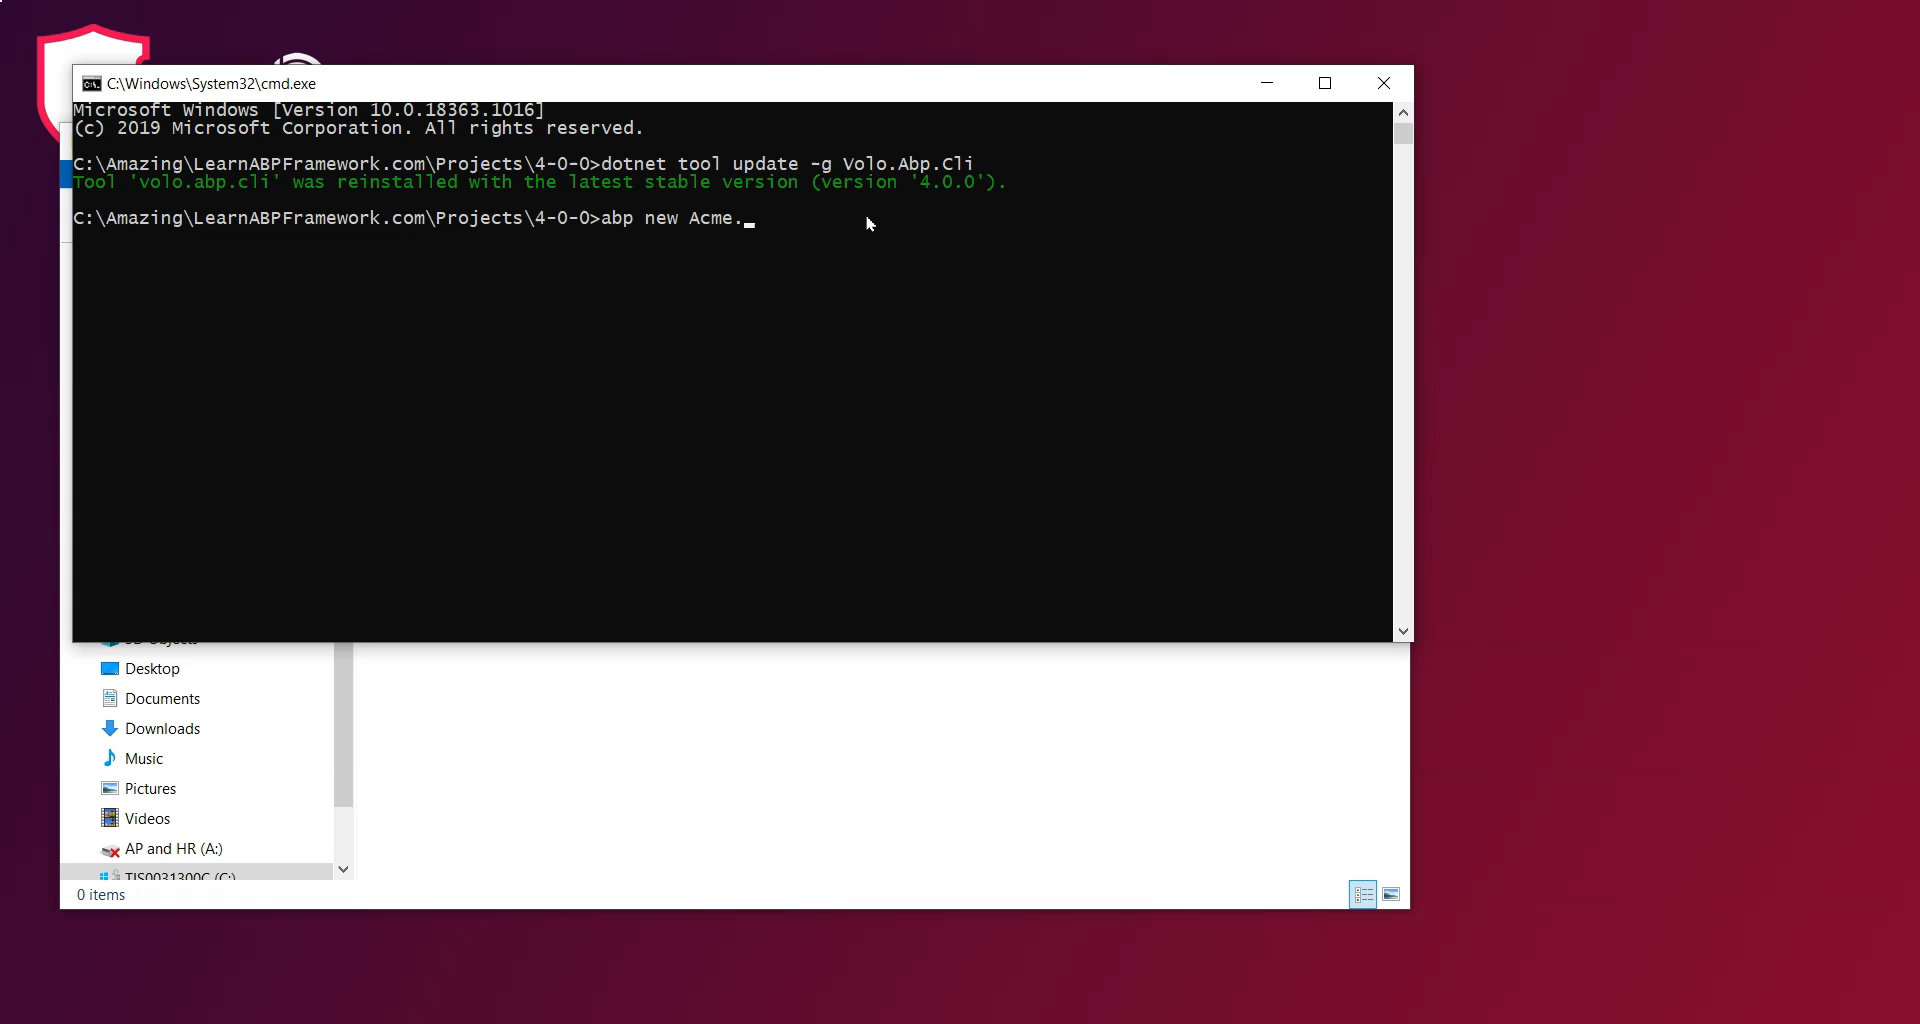 C:\Windows\System32\cmd.exe
Microsoft Windows [Version 10.0.18363.1016]
(c) 2019 Microsoft Corporation. All rights reserved.
C:\Amazing\LearnABPFramework.com\Projects\4-0-0>dotnet tool update -g Volo.Abp.Cli
Tool 'volo.abp.cli' was reinstalled with the latest stable version (version '4.0.0').
C:\Amazing\LearnABPFramework.com\Projects\4-0-0>abp new Acme.
3D Objects
Desktop
Documents
Downloads
Music
Pictures
Videos
AP and HR (A:)
TIS0031300C (C:)
0 items